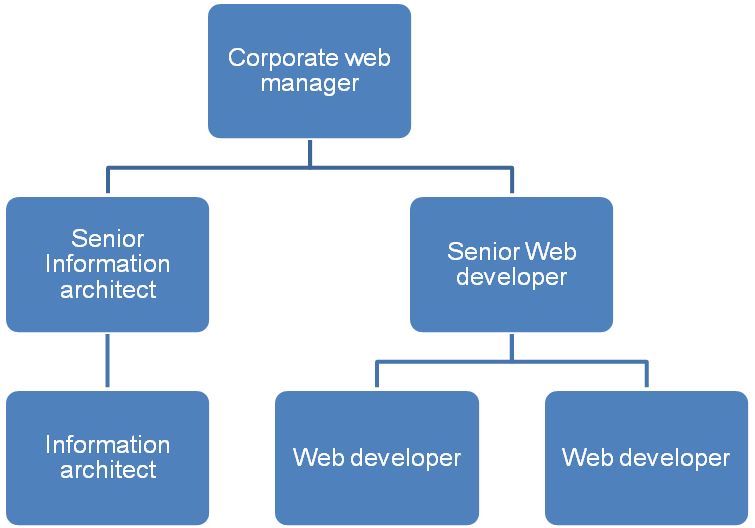 Corporate web
manager
Senior
Information
architect
Senior Web
developer
Information
architect
Web developer
Web developer